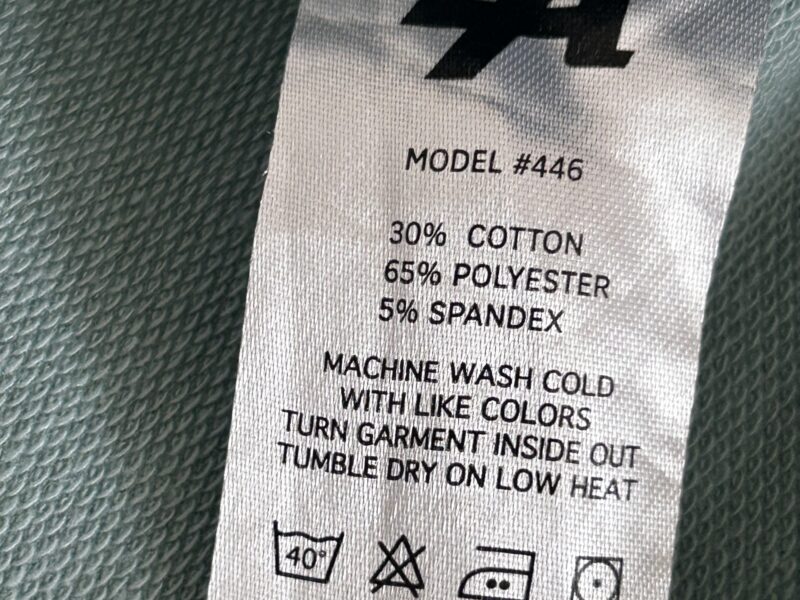 MODEL #446
30% COTTON
65% POLYESTER
5% SPANDEX
MACHINE WASH COLD
WITH LIKE COLORS
TURN GARMENT INSIDE OUT
TUMBLE DRY ON LOW HEAT
40°